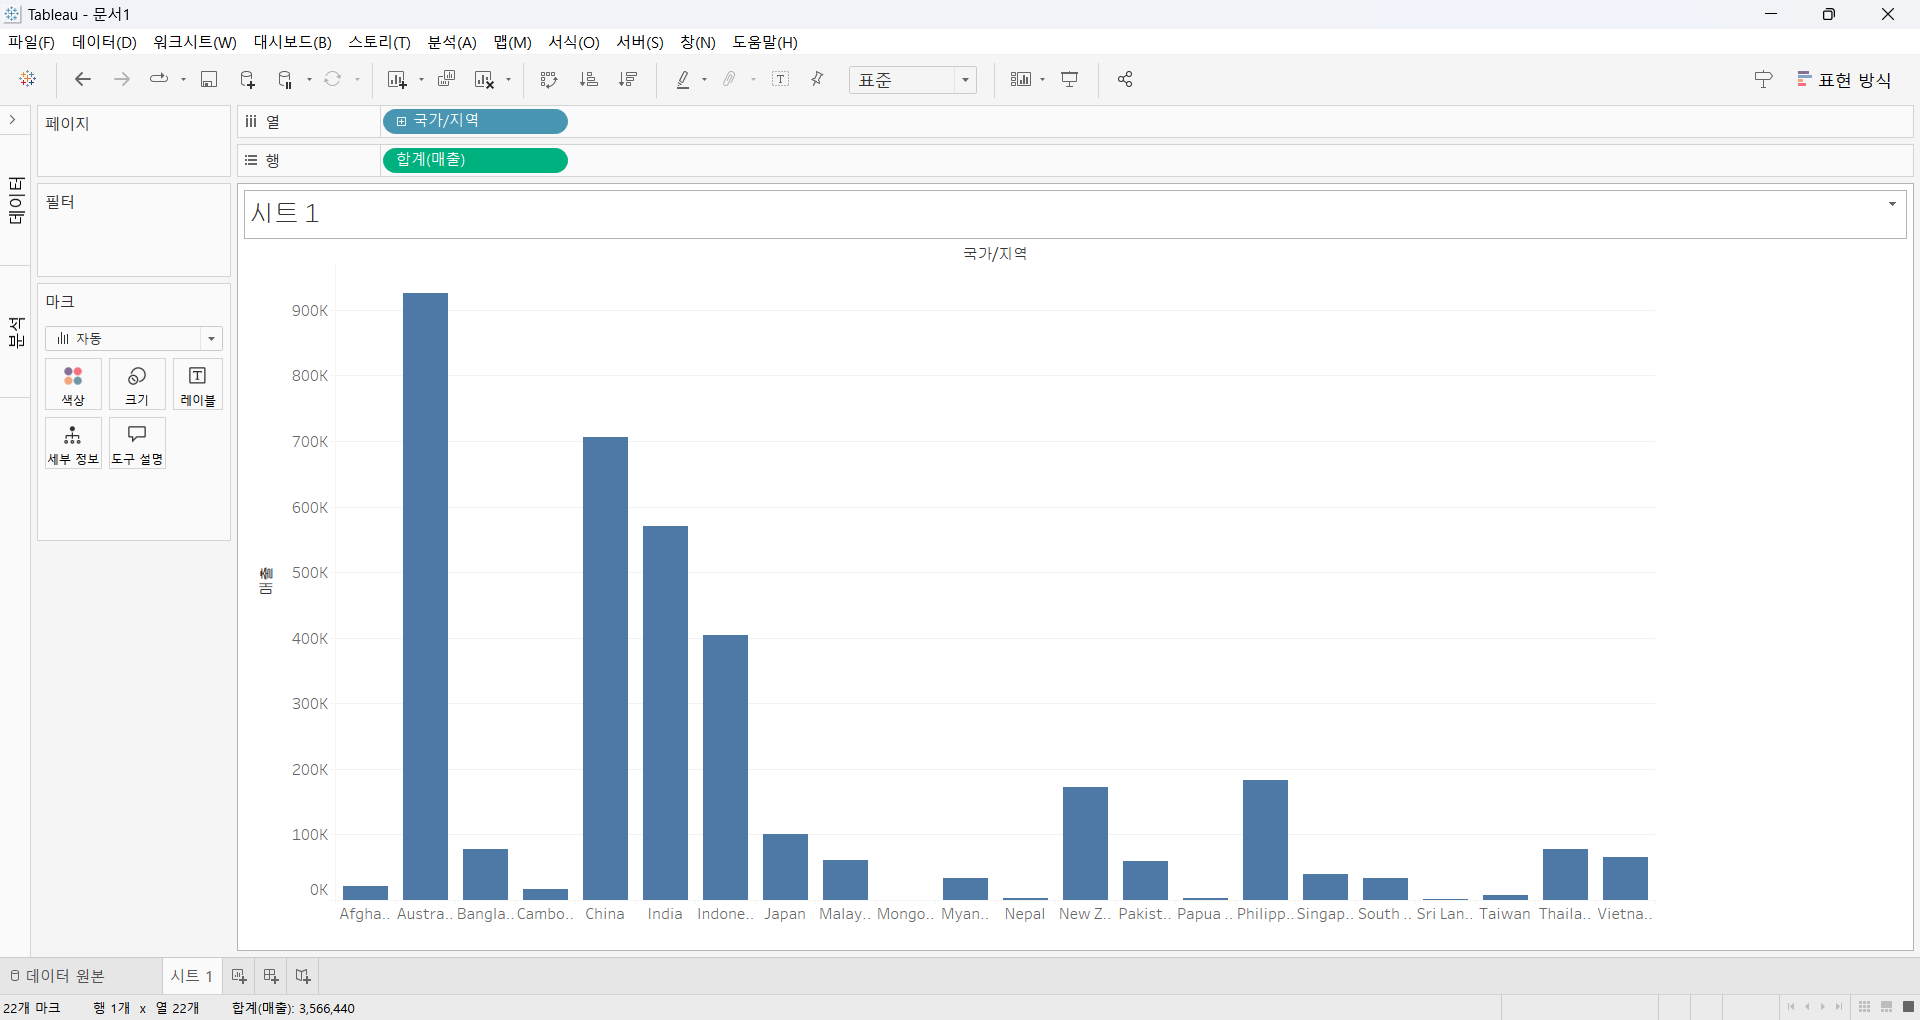 Tableau - 문서1
파일(F) 데이터(D) 워크시트(W) 대시보드(B) 스토리(T) 분석(A) 맵(M) 서식(O) 서버(S) 창(N) 도움말(H)
표준
표현 방식
페이지
열
국가/지역
행
합계(매출)
데이터
분석
필터
마크
자동
색상 크기 레이블
세부 정보 도구 설명
시트 1
국가/지역
900K
800K
700K
600K
500K
400K
300K
200K
100K
0K
매출
Afgha.. Austra.. Bangla.. Cambo.. China India Indone.. Japan Malay.. Mongo.. Myan.. Nepal New Z.. Pakist.. Papua .. Philipp.. Singap.. South .. Sri Lan.. Taiwan Thaila.. Vietna..
데이터 원본 시트 1
22개 마크 행 1개 x 열 22개 합계(매출): 3,566,440